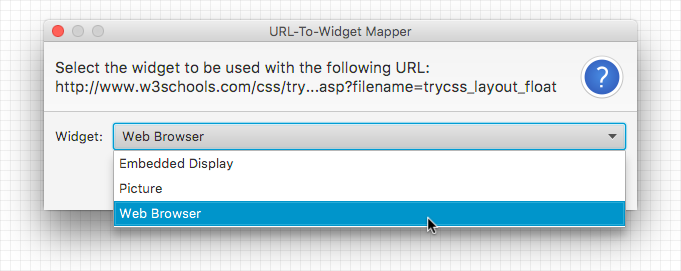 URL-To-Widget Mapper
Select the widget to be used with the following URL:
http://www.w3schools.com/css/try...asp?filename=trycss_layout_float
?
Widget: Web Browser
Embedded Display
Picture
Web Browser